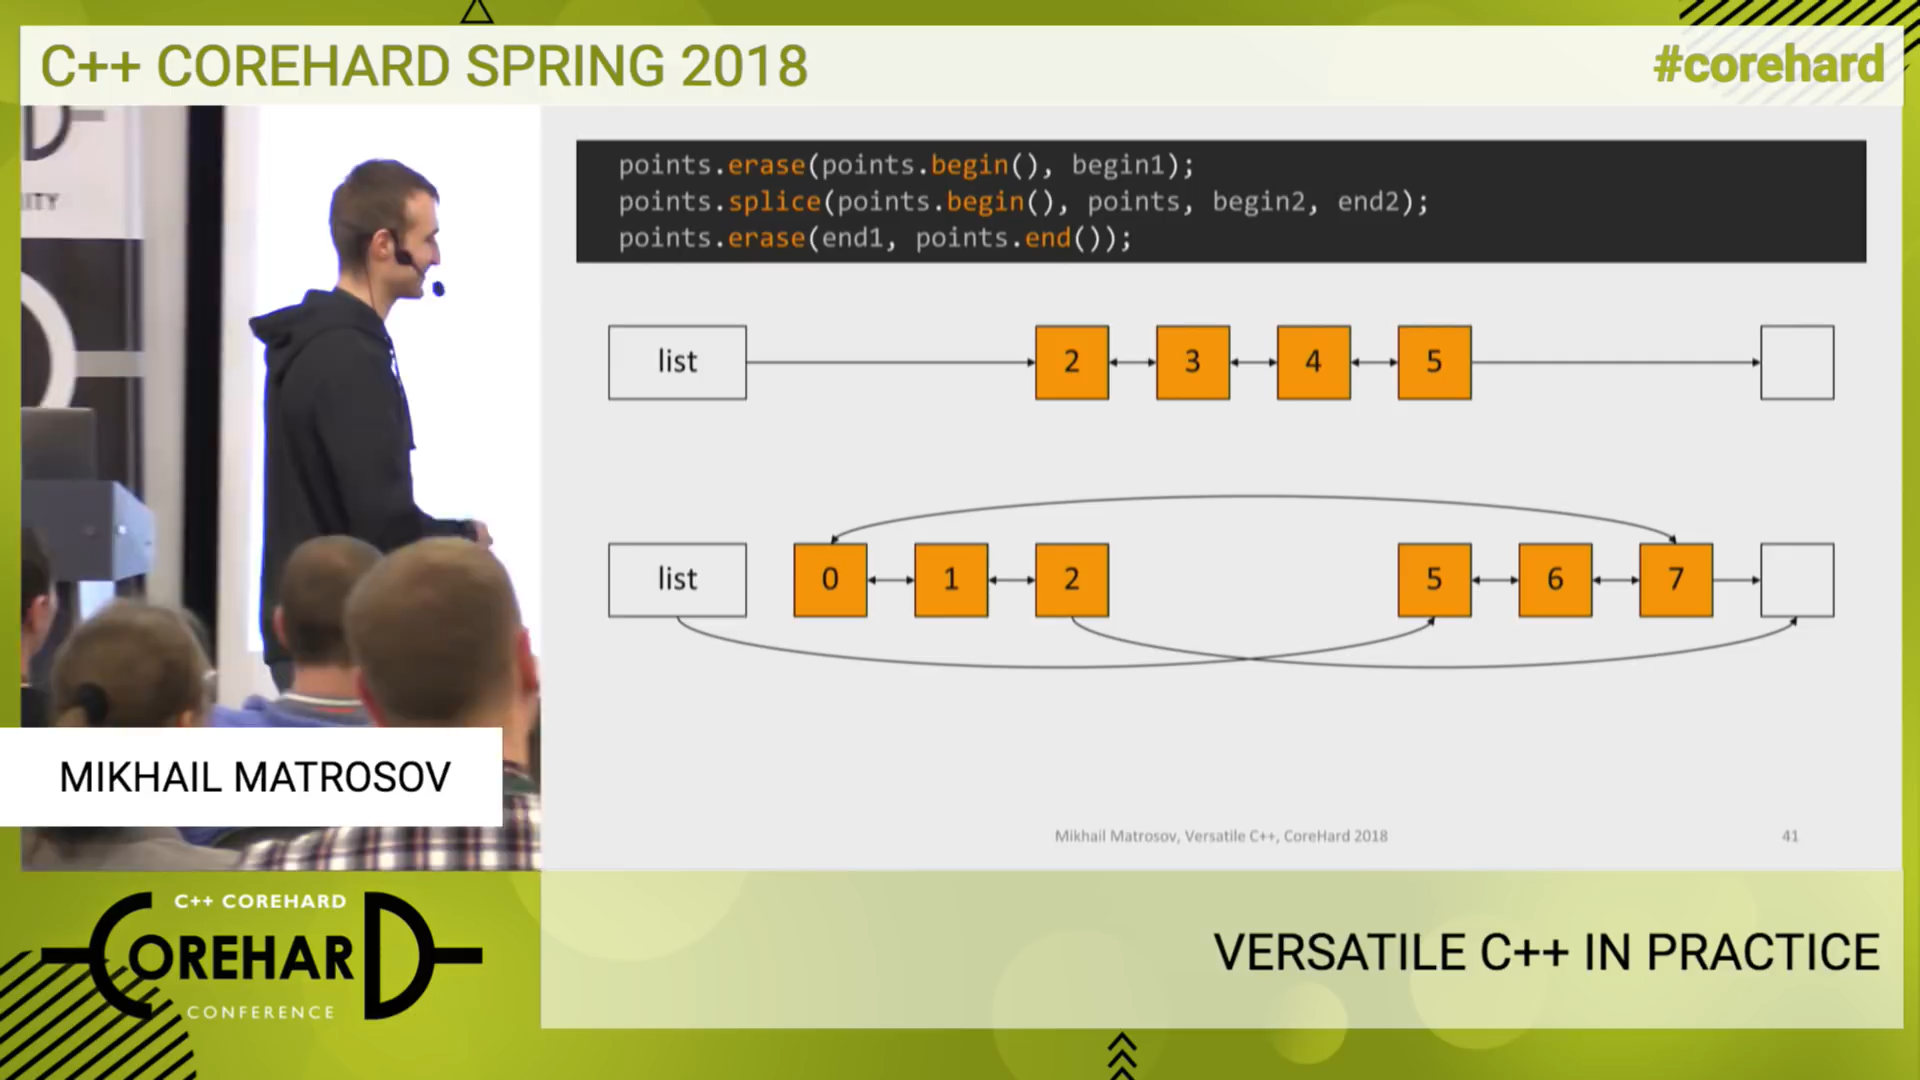 C++ COREHARD SPRING 2018
#corehard
ITY
points.erase(points.begin(), begin1);
points.splice(points.begin(), points, begin2, end2);
points.erase(end1, points.end());
list
2
3
4
5
list
0
1
2
5
6
7
Mikhail Matrosov, Versatile C++, CoreHard 2018
41
MIKHAIL MATROSOV
C++ COREHARD
COREHARD
CONFERENCE
VERSATILE C++ IN PRACTICE